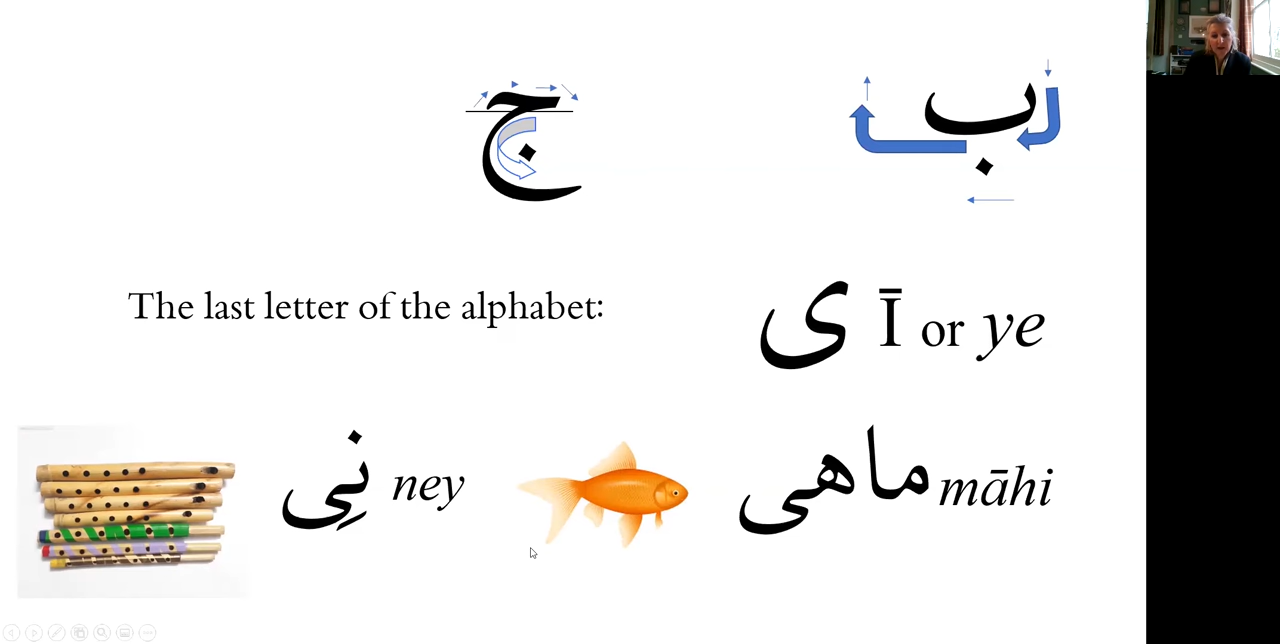 ج
ب
The last letter of the alphabet:
ی Ī or ye
نِی ney
ماهی māhi